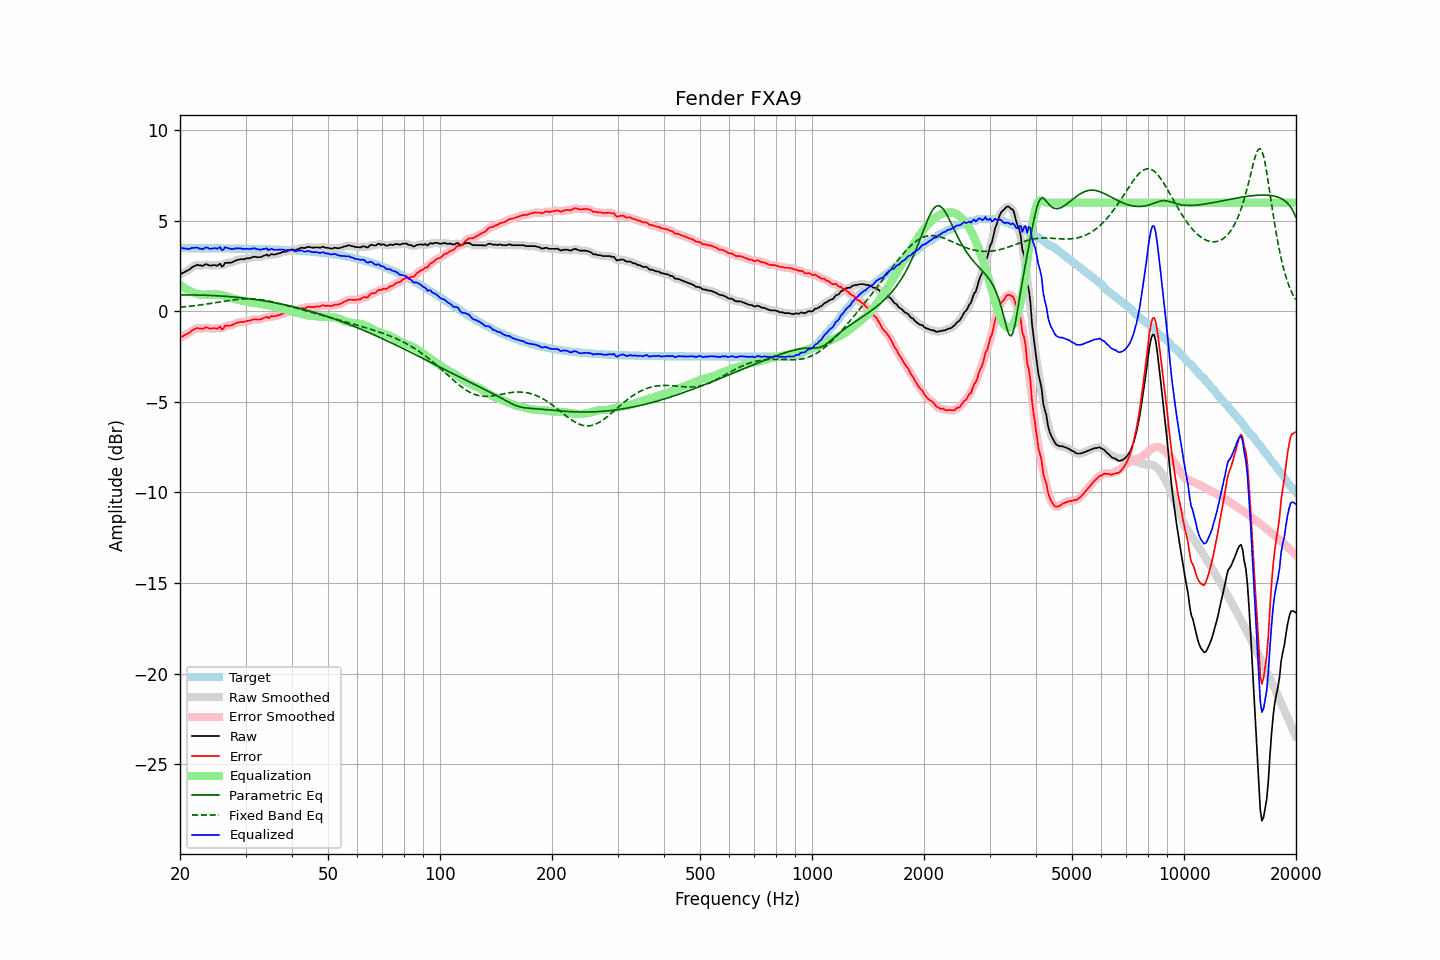 Fender FXA9
10
5
0
−5
−10
−15
−20
−25
Amplitude (dBr)
Target
Raw Smoothed
Error Smoothed
Raw
Error
Equalization
Parametric Eq
Fixed Band Eq
Equalized
20 50 100 200 500 1000 2000 5000 10000 20000
Frequency (Hz)